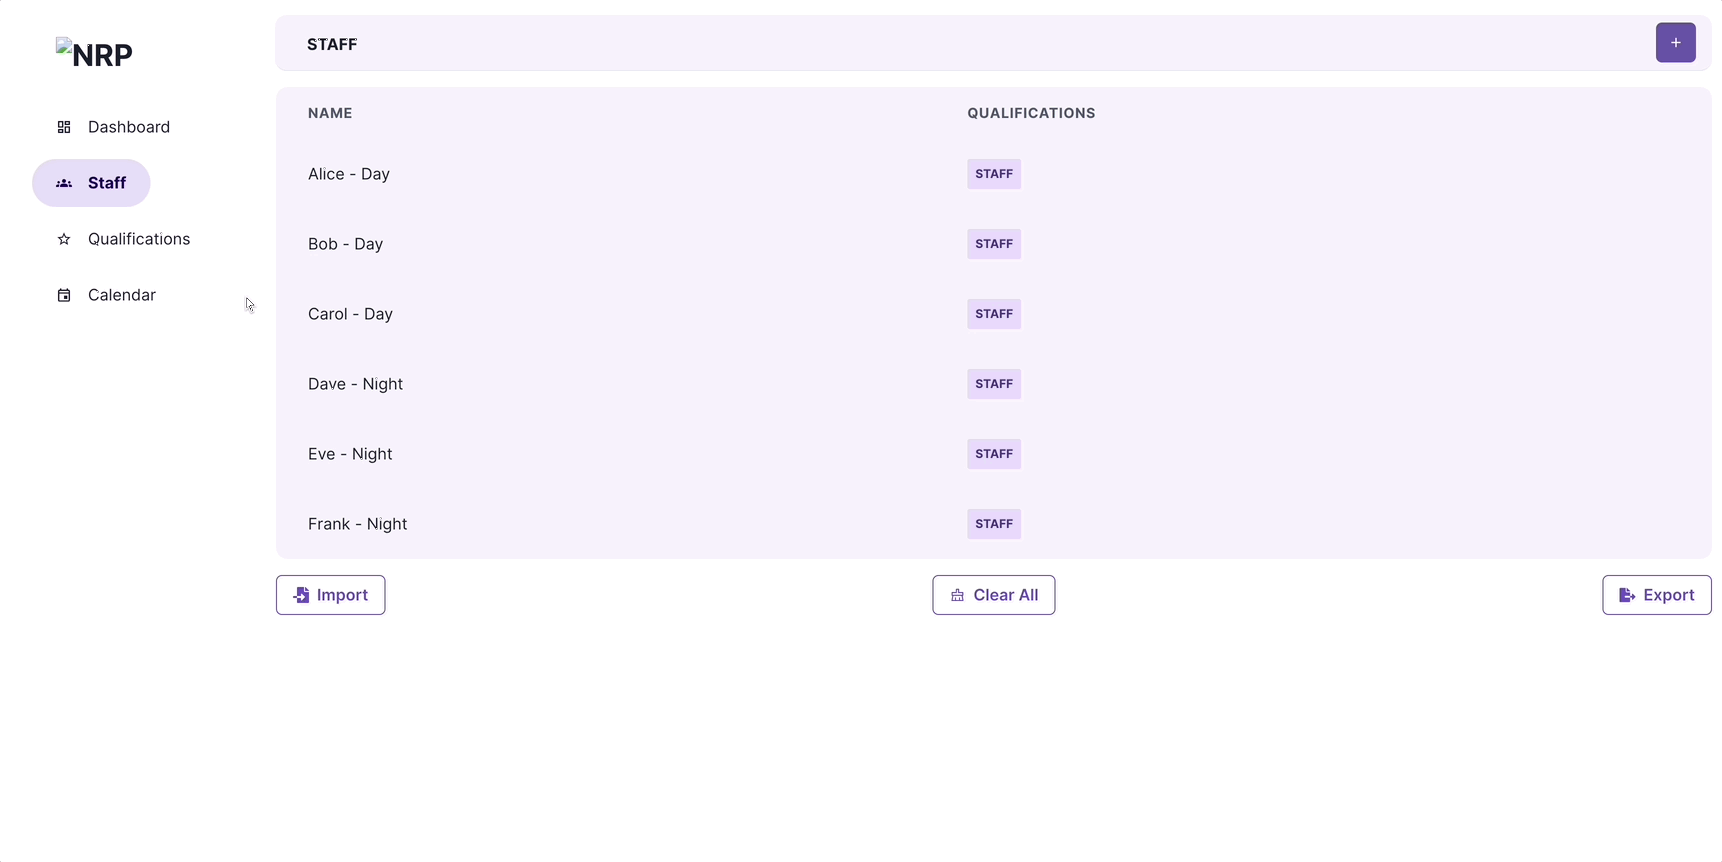 NRP
STAFF
+
Dashboard
Staff
Qualifications
Calendar
NAME QUALIFICATIONS
Alice - Day STAFF
Bob - Day STAFF
Carol - Day STAFF
Dave - Night STAFF
Eve - Night STAFF
Frank - Night STAFF
Import Clear All Export